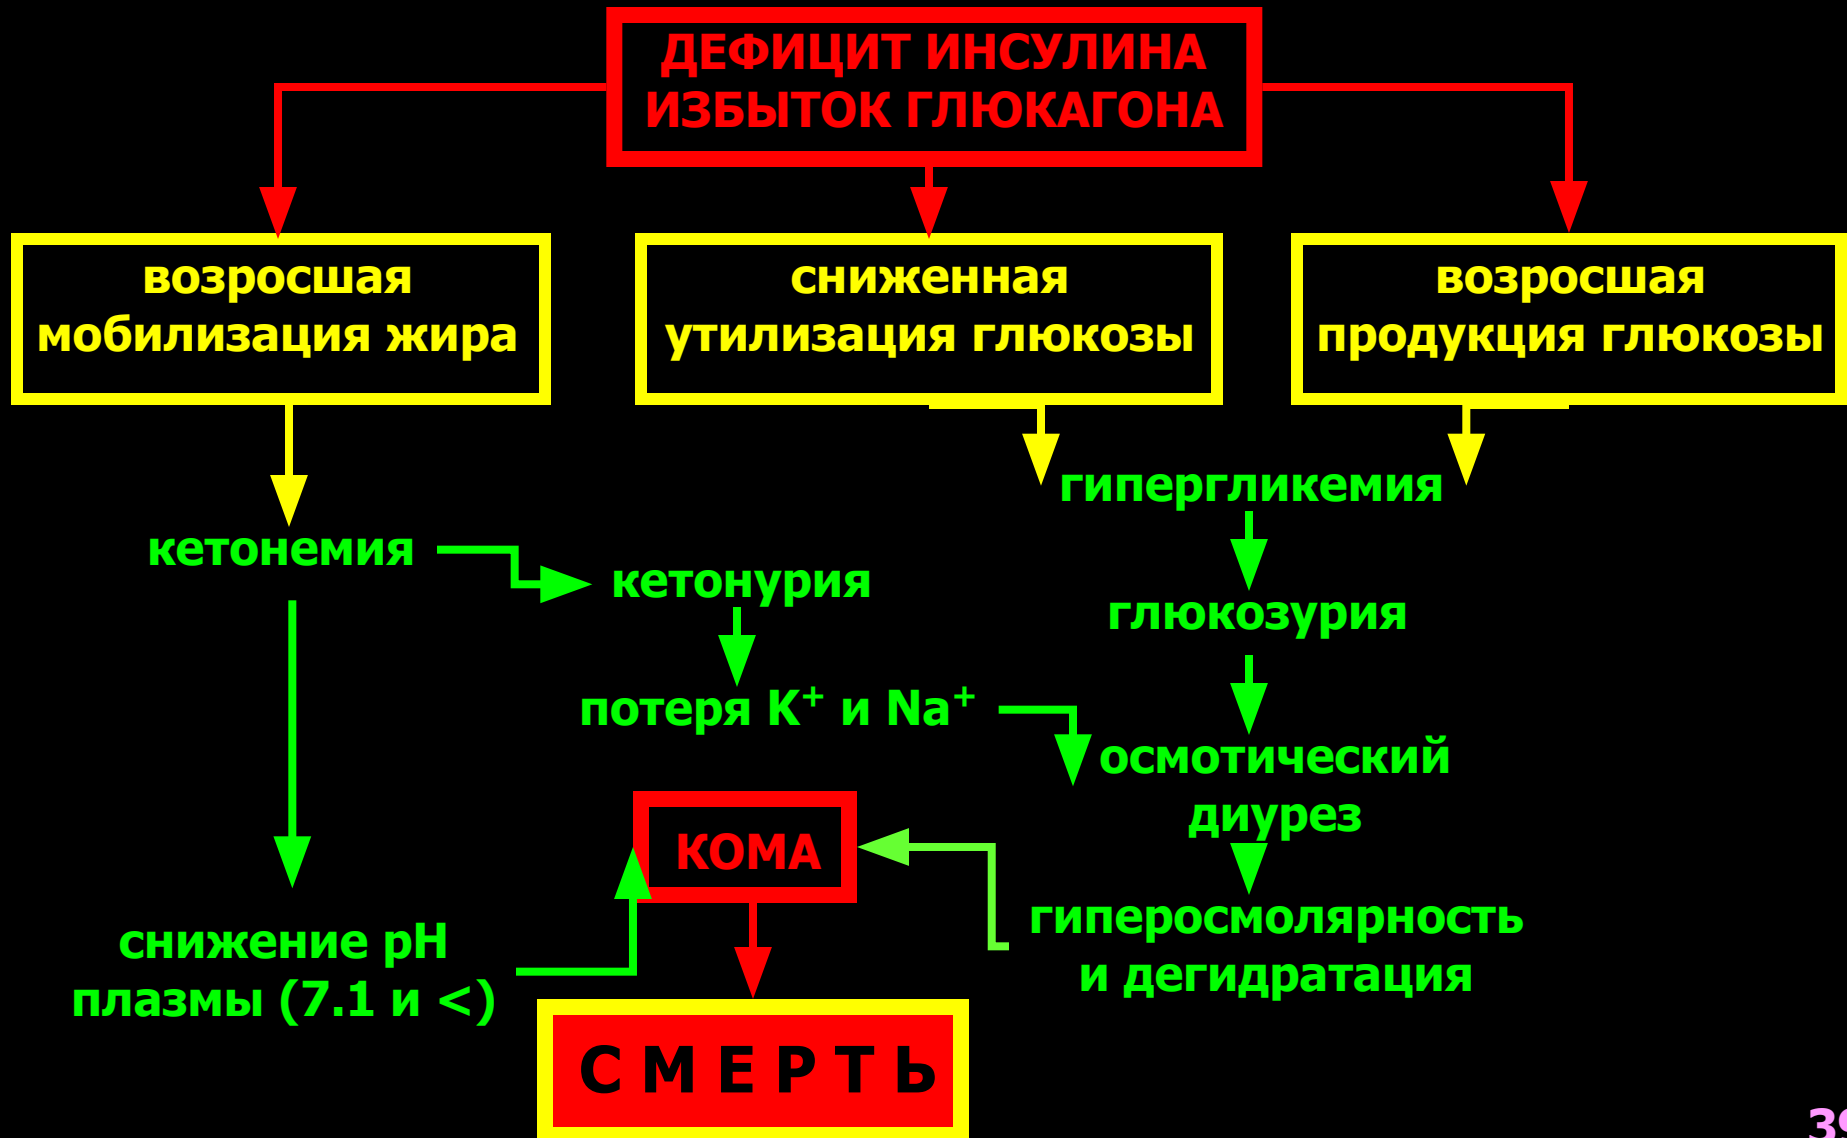 ДЕФИЦИТ ИНСУЛИНА
ИЗБЫТОК ГЛЮКАГОНА
возросшая
мобилизация жира
сниженная
утилизация глюкозы
возросшая
продукция глюкозы
гипергликемия
кетонемия
кетонурия
глюкозурия
потеря K⁺ и Na⁺
осмотический
диурез
КОМА
гиперосмолярность
и дегидратация
снижение pH
плазмы (7.1 и <)
С М Е Р Т Ь
39